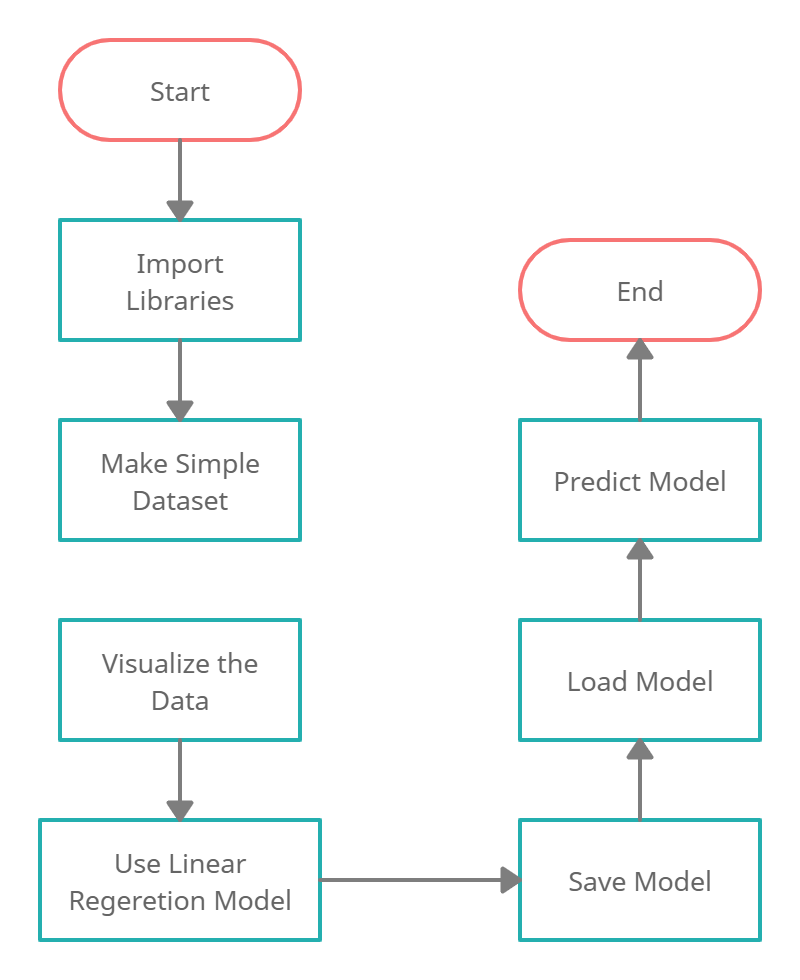 Start
Import
Libraries
Make Simple
Dataset
Visualize the
Data
Use Linear
Regeretion Model
Save Model
Load Model
Predict Model
End